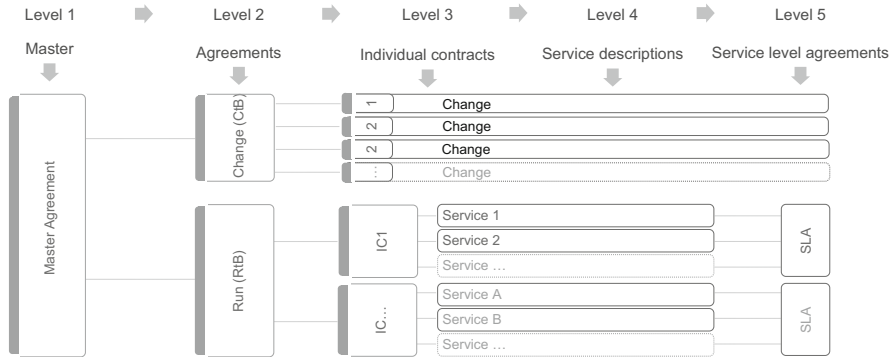 Level 1
Level 2
Level 3
Level 4
Level 5
Master
Agreements
Individual contracts
Service descriptions
Service level agreements
Master Agreement
Change (CtB)
1
Change
2
Change
2
Change
...
Change
Run (RtB)
IC1
Service 1
Service 2
Service ...
SLA
IC...
Service A
Service B
Service ...
SLA